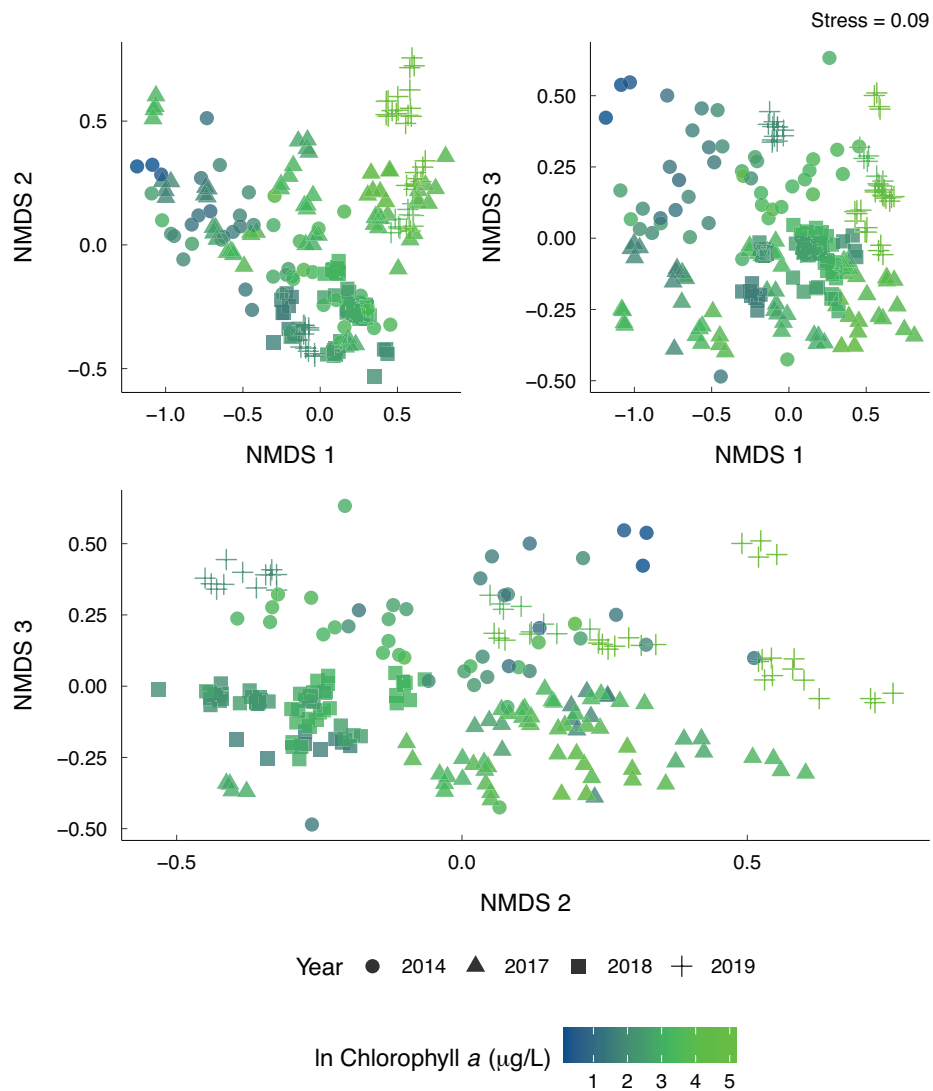 Stress = 0.09
NMDS 2
0.5
0.0
−0.5
−1.0 −0.5 0.0 0.5
NMDS 1
NMDS 3
0.50
0.25
0.00
−0.25
−0.50
−1.0 −0.5 0.0 0.5
NMDS 1
NMDS 3
0.50
0.25
0.00
−0.25
−0.50
−0.5 0.0 0.5
NMDS 2
Year 2014 2017 2018 2019
ln Chlorophyll a (μg/L)
1 2 3 4 5